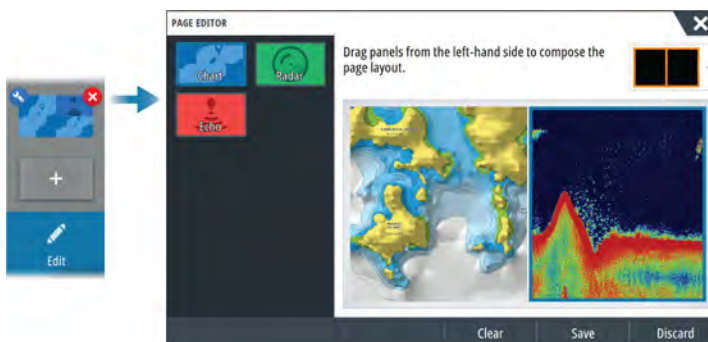 PAGE EDITOR
Chart
Radar
Echo
Drag panels from the left-hand side to compose the
page layout.
Edit
Clear
Save
Discard